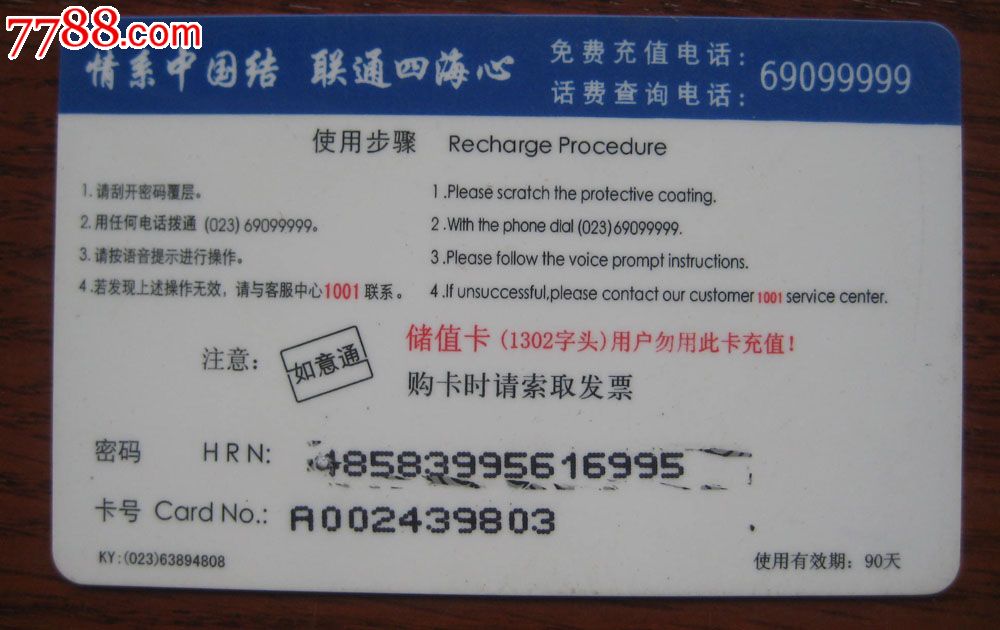 7788.com
情系中国结 联通四海心
免费充值电话:
话费查询电话: 69099999
使用步骤 Recharge Procedure
1.请刮开密码覆层。
2.用任何电话拨通 (023) 69099999。
3.请按语音提示进行操作。
4.若发现上述操作无效，请与客服中心1001 联系。
1.Please scratch the protective coating.
2.With the phone dial (023)69099999.
3.Please follow the voice prompt instructions.
4.If unsuccessful,please contact our customer 1001 service center.
注意: 如意通 储值卡 (1302字头)用户勿用此卡充值!
购卡时请索取发票
密码 HRN: 48583995616995
卡号 Card No.: A002439803
KY:(023)63894808
使用有效期: 90天